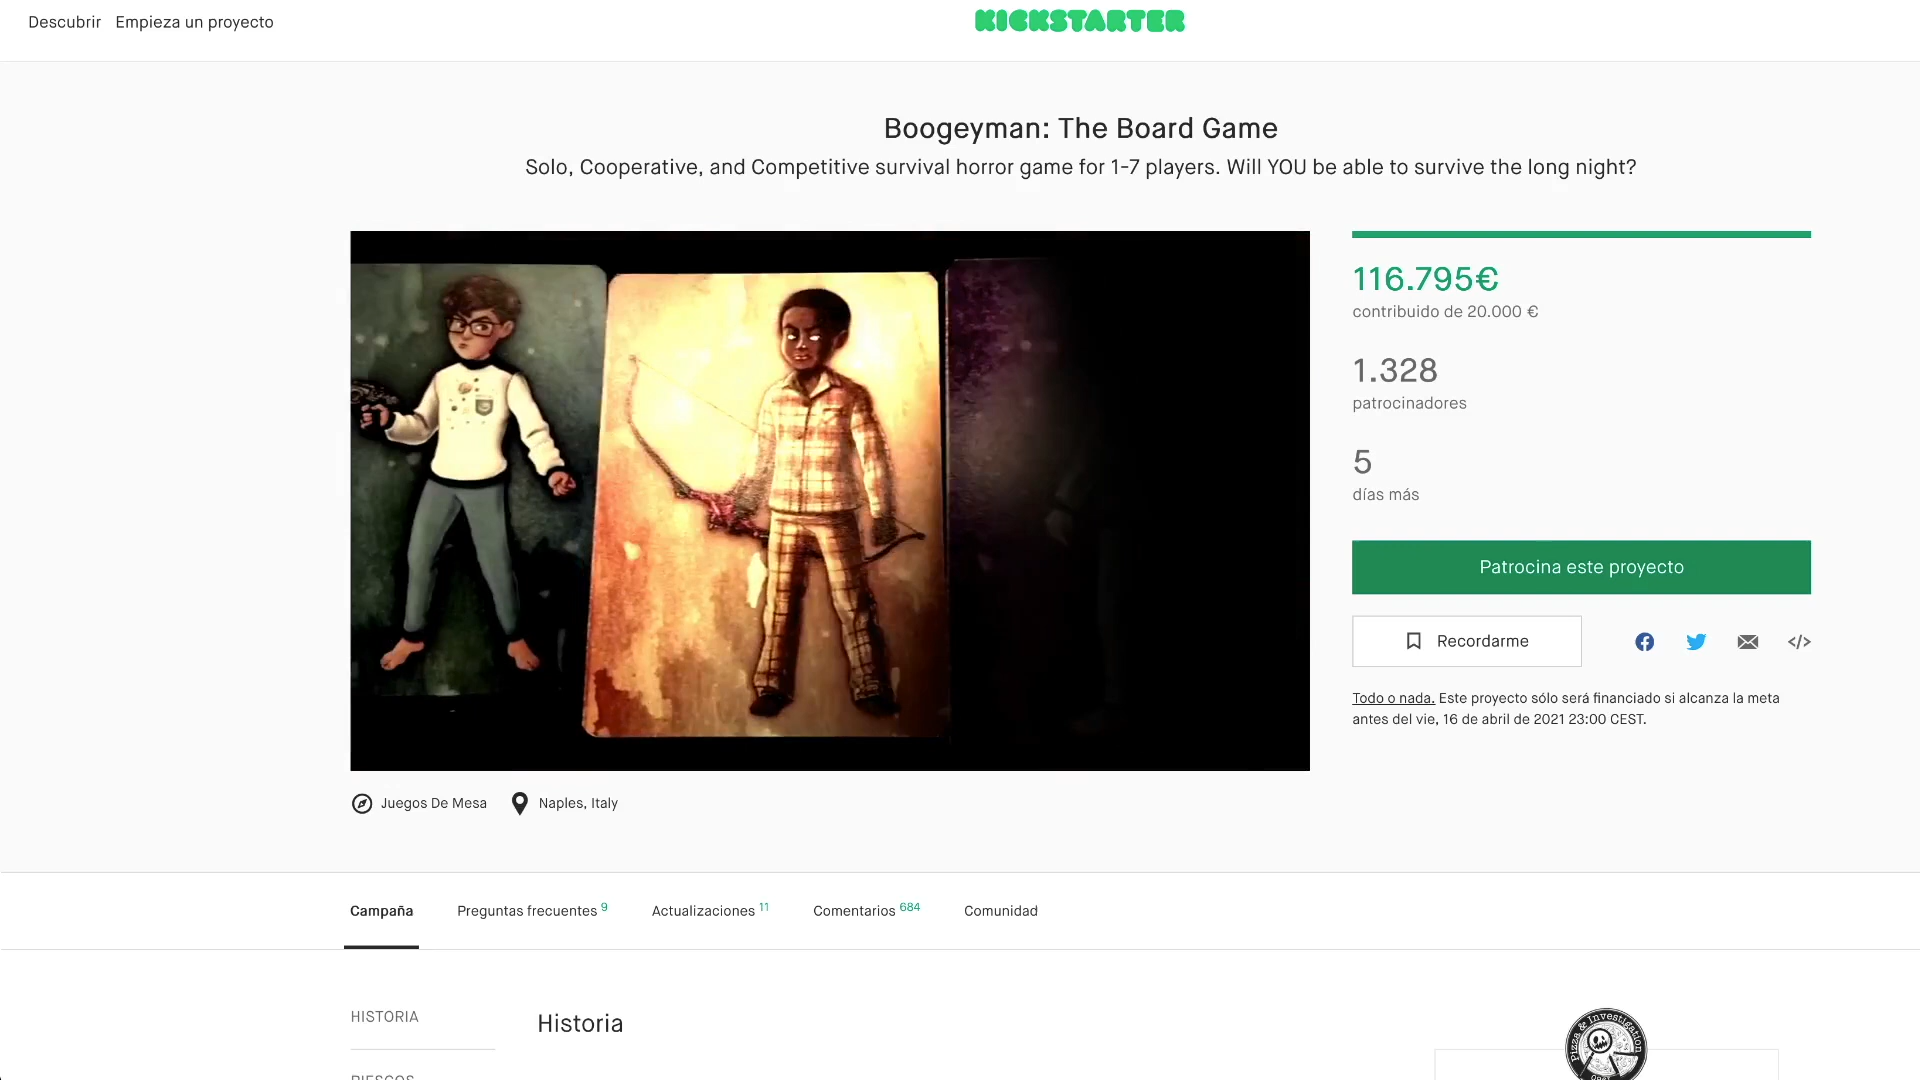 Descubrir Empieza un proyecto
KICKSTARTER
Boogeyman: The Board Game
Solo, Cooperative, and Competitive survival horror game for 1-7 players. Will YOU be able to survive the long night?
116.795€
contribuido de 20.000 €
1.328
patrocinadores
5
días más
Patrocina este proyecto
Recordarme
Todo o nada. Este proyecto sólo será financiado si alcanza la meta
antes del vie, 16 de abril de 2021 23:00 CEST.
Juegos De Mesa Naples, Italy
Campaña Preguntas frecuentes 9 Actualizaciones 11 Comentarios 684 Comunidad
HISTORIA
Historia
Pizza & Investigation
RIESGOS